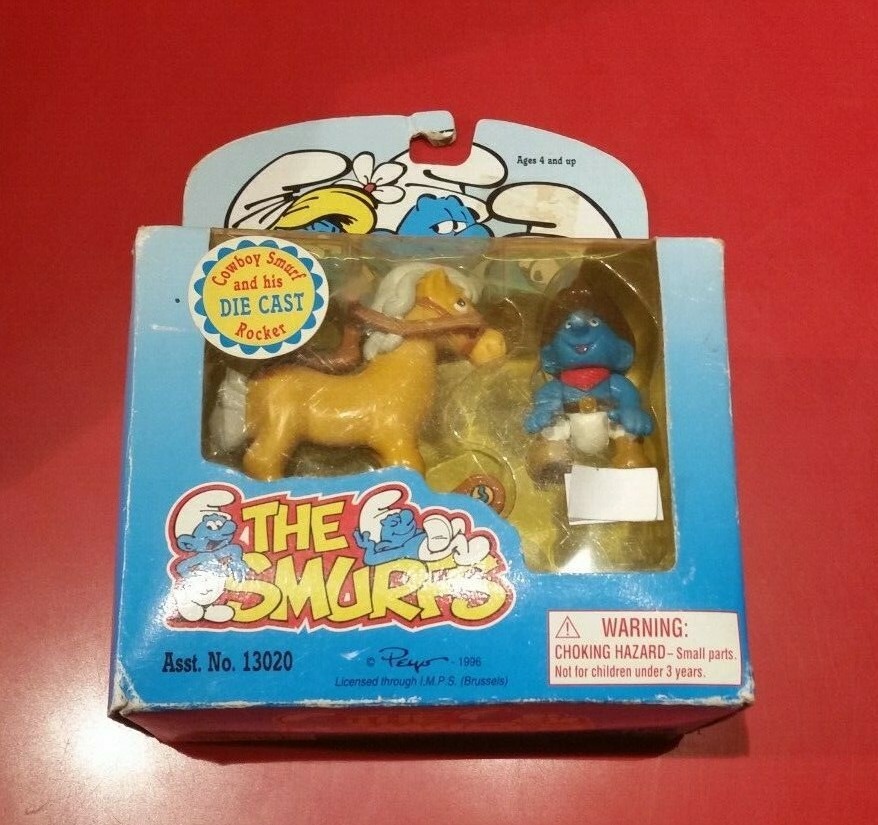 Ages 4 and up
Cowboy Smurf
and his
DIE CAST
Rocker
THE
SMURFS
Asst. No. 13020
© Peyo - 1996
Licensed through I.M.P.S. (Brussels)
WARNING:
CHOKING HAZARD – Small parts.
Not for children under 3 years.